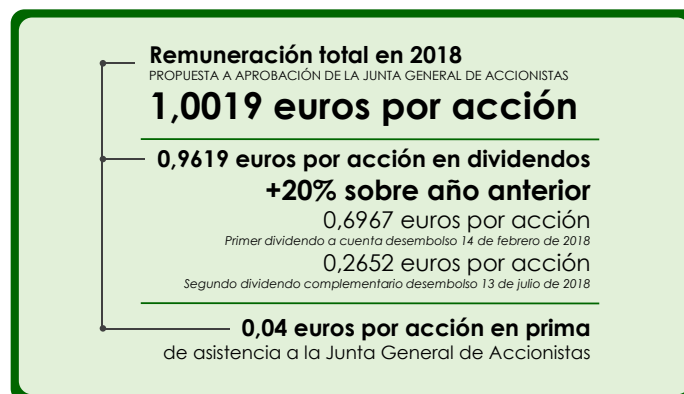 Remuneración total en 2018
PROPUESTA A APROBACIÓN DE LA JUNTA GENERAL DE ACCIONISTAS
1,0019 euros por acción
0,9619 euros por acción en dividendos
+20% sobre año anterior
0,6967 euros por acción
Primer dividendo a cuenta desembolso 14 de febrero de 2018
0,2652 euros por acción
Segundo dividendo complementario desembolso 13 de julio de 2018
0,04 euros por acción en prima
de asistencia a la Junta General de Accionistas